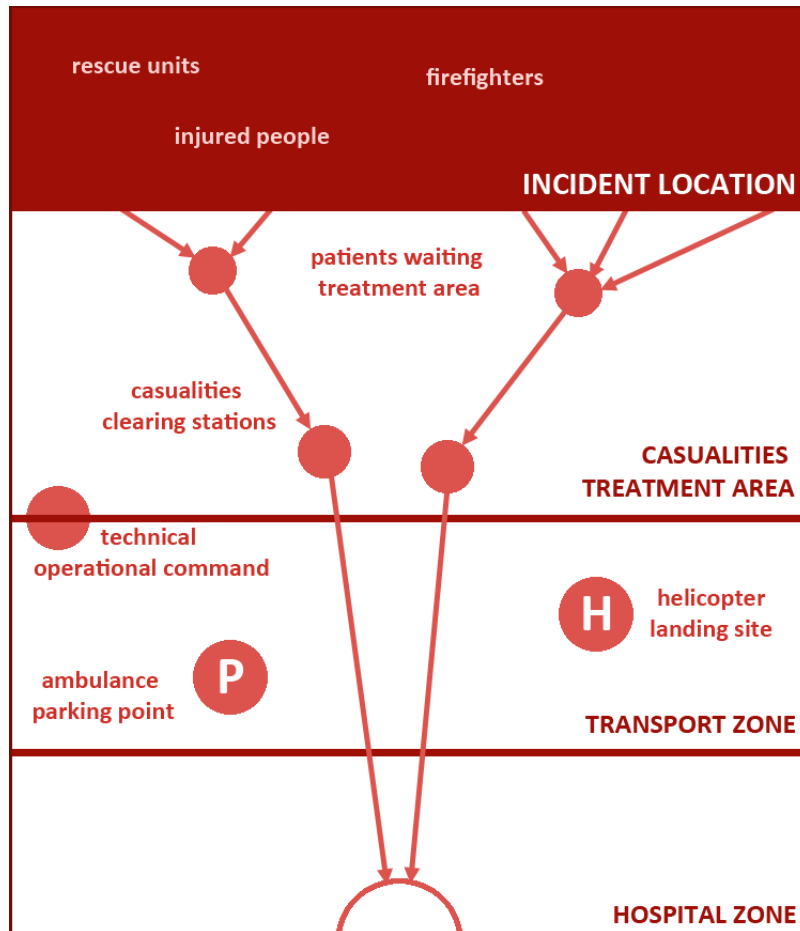 rescue units
firefighters
injured people
INCIDENT LOCATION
patients waiting
treatment area
casualities
clearing stations
CASUALITIES
TREATMENT AREA
technical
operational command
H
helicopter
landing site
P
ambulance
parking point
TRANSPORT ZONE
HOSPITAL ZONE